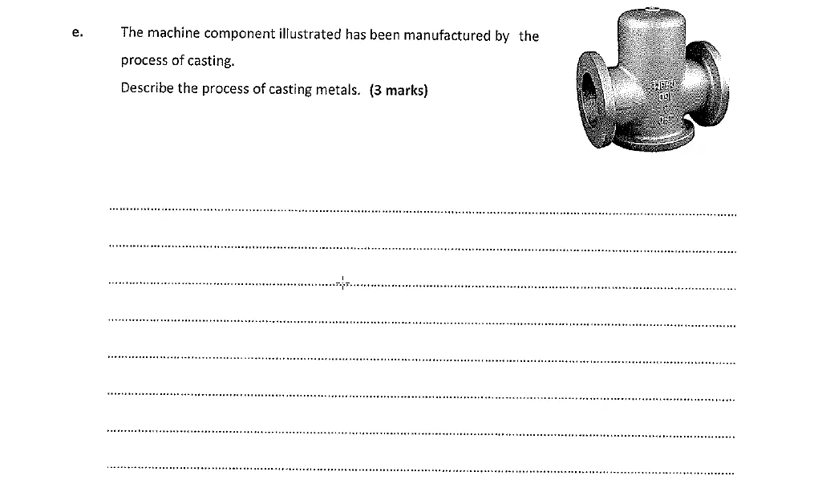 e. The machine component illustrated has been manufactured by the
process of casting.
Describe the process of casting metals. (3 marks)